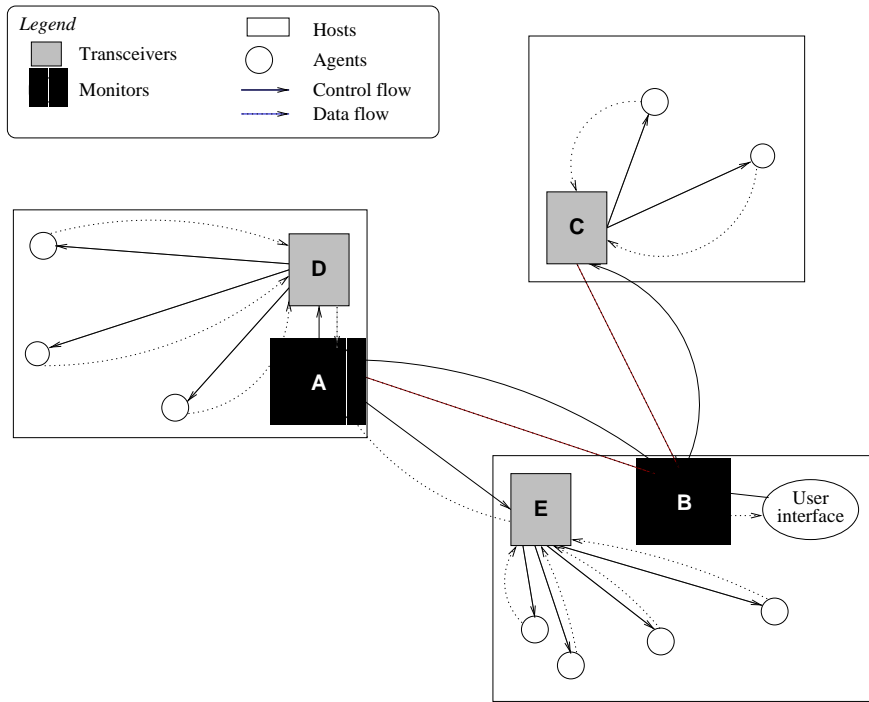 Legend
Transceivers
Monitors
Hosts
Agents
Control flow
Data flow
C
D
A
E
B
User
interface